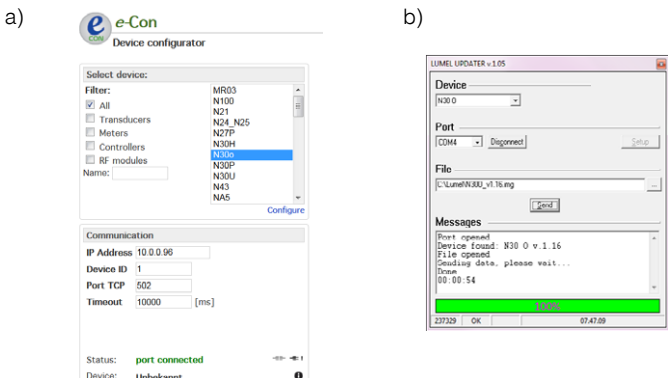 a)
e-Con
CON
Device configurator
Select device:
Filter:
All
Transducers
Meters
Controllers
RF modules
Name:
MR03
N100
N21
N24_N25
N27P
N30H
N30o
N30P
N30U
N43
NA5
Configure
Communication
IP Address 10.0.0.96
Device ID 1
Port TCP 502
Timeout 10000 [ms]
Status: port connected
Device: Unbekannt
b)
LUMEL UPDATER v.1.05
Device
N30 O
Port
COM4 Disconnect Setup
File
C:\Lumel\N30U_v1.16.mg ...
Send
Messages
Port opened
Device found: N30 O v.1.16
File opened
Sending data, please wait...
Done
00:00:54
100%
237329 OK 07:47:09